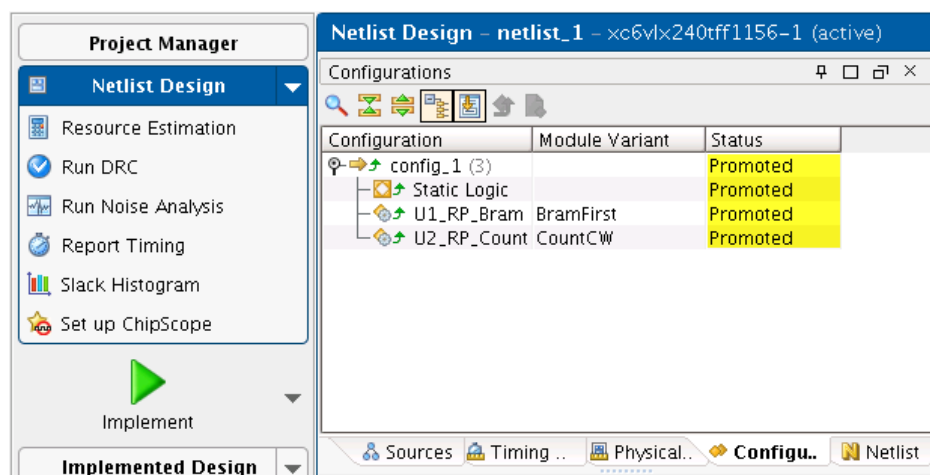 Project Manager
Netlist Design
Resource Estimation
Run DRC
Run Noise Analysis
Report Timing
Slack Histogram
Set up ChipScope
Implement
Implemented Design
Netlist Design - netlist_1 - xc6vlx240tff1156-1 (active)
Configurations
Configuration Module Variant Status
config_1 (3) Promoted
Static Logic Promoted
U1_RP_Bram BramFirst Promoted
U2_RP_Count CountCW Promoted
Sources Timing .. Physical.. Configu.. Netlist